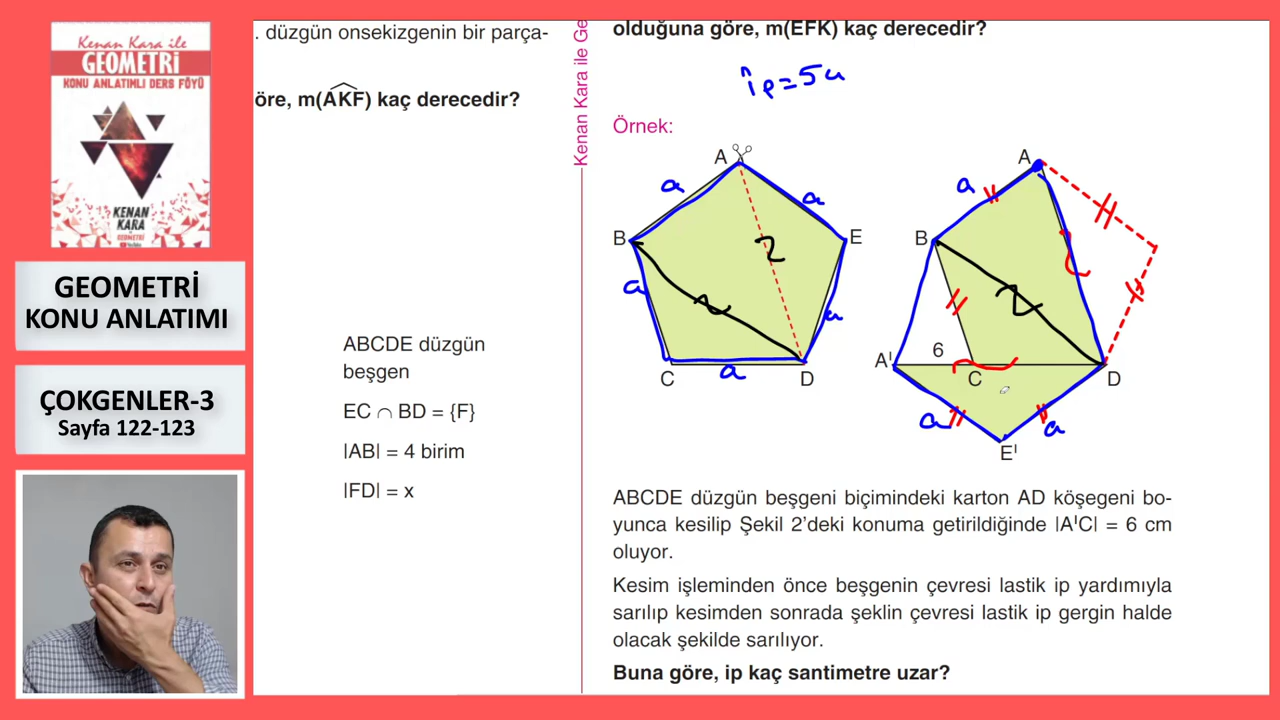 Kenan Kara ile
GEOMETRİ
KONU ANLATIMLI DERS FÖYÜ
KENAN
KARA
GEOMETRİ
KONU ANLATIMI
ÇOKGENLER-3
Sayfa 122-123
. düzgün onsekizgenin bir parça-
öre, m(AKF) kaç derecedir?
ABCDE düzgün
beşgen
EC ∩ BD = {F}
|AB| = 4 birim
|FD| = x
Kenan Kara ile Ge
olduğuna göre, m(EFK) kaç derecedir?
ip = 5a
Örnek:
A
a
a
B
E
2
a
a
C
a
D
A
a
B
2
6
A'
C
D
a
a
E'
ABCDE düzgün beşgeni biçimindeki karton AD köşegeni bo-
yunca kesilip Şekil 2'deki konuma getirildiğinde |A'C| = 6 cm
oluyor.
Kesim işleminden önce beşgenin çevresi lastik ip yardımıyla
sarılıp kesimden sonrada şeklin çevresi lastik ip gergin halde
olacak şekilde sarılıyor.
Buna göre, ip kaç santimetre uzar?